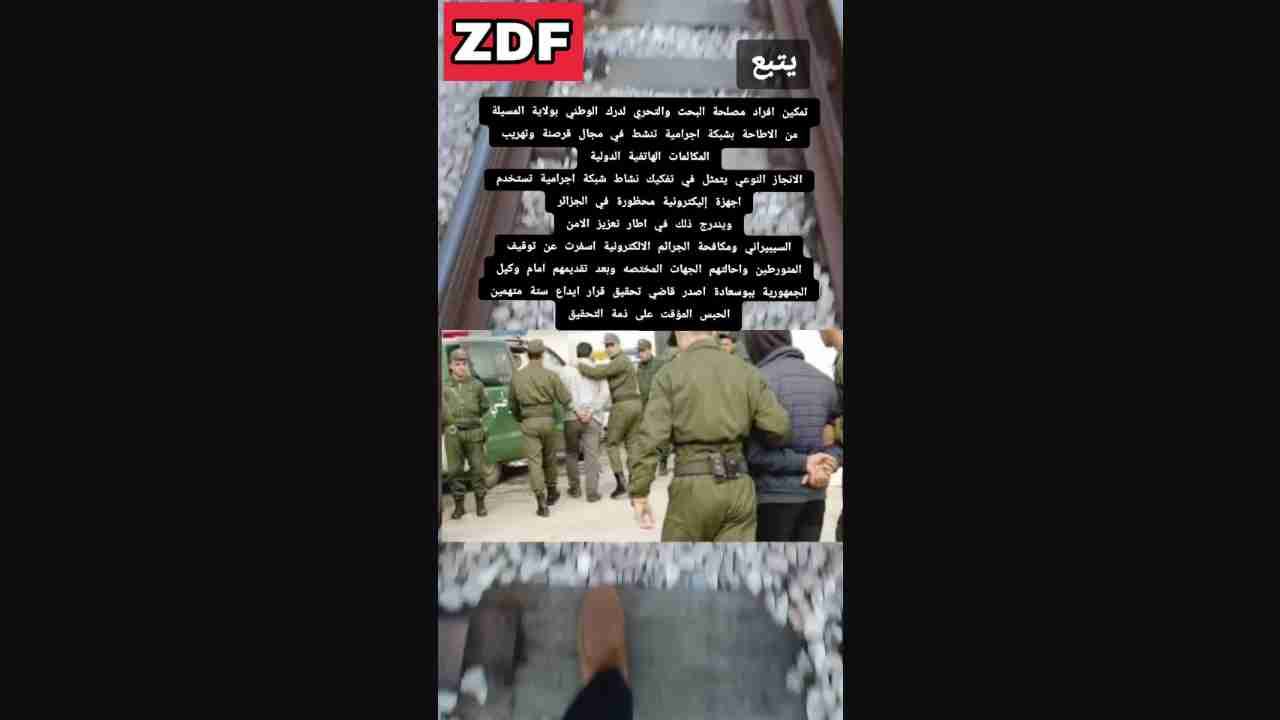 ZDF
يتبع
تمكين افراد مصلحة البحث والتحري لدرك الوطني بولاية المسيلة
من الاطاحة بشبكة اجرامية تنشط في مجال قرصنة وتهريب
المكالمات الهاتفية الدولية
الانجاز النوعي يتمثل في تفكيك نشاط شبكة اجرامية تستخدم
اجهزة إليكترونية محظورة في الجزائر
ويندرج ذلك في اطار تعزيز الامن
السيبيراني ومكافحة الجرائم الالكترونية اسفرت عن توقيف
المتورطين واحالتهم الجهات المختصه وبعد تقديمهم امام وكيل
الجمهورية ببوسعادة اصدر قاضي تحقيق قرار ايداع ستة متهمين
الحبس المؤقت على ذمة التحقيق